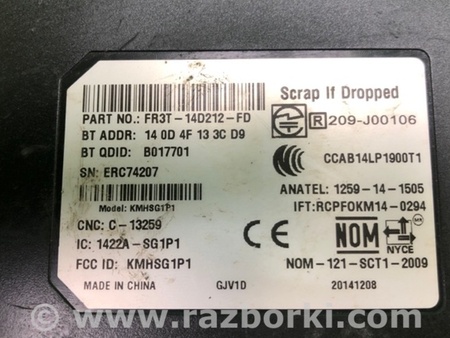 Scrap If Dropped
PART NO.: FR3T-14D212-FD
R 209-J00106
BT ADDR: 14 0D 4F 13 3C D9
BT QDID: B017701
CCAB14LP1900T1
SN: ERC74207
ANATEL: 1259-14-1505
Model: KMHSG1P1
IFT:RCPFOKM14-0294
CNC: C-13259
CE
NOM
NYCE
IC: 1422A-SG1P1
FCC ID: KMHSG1P1
NOM-121-SCT1-2009
MADE IN CHINA
GJV1D
20141208
www.razborki.com